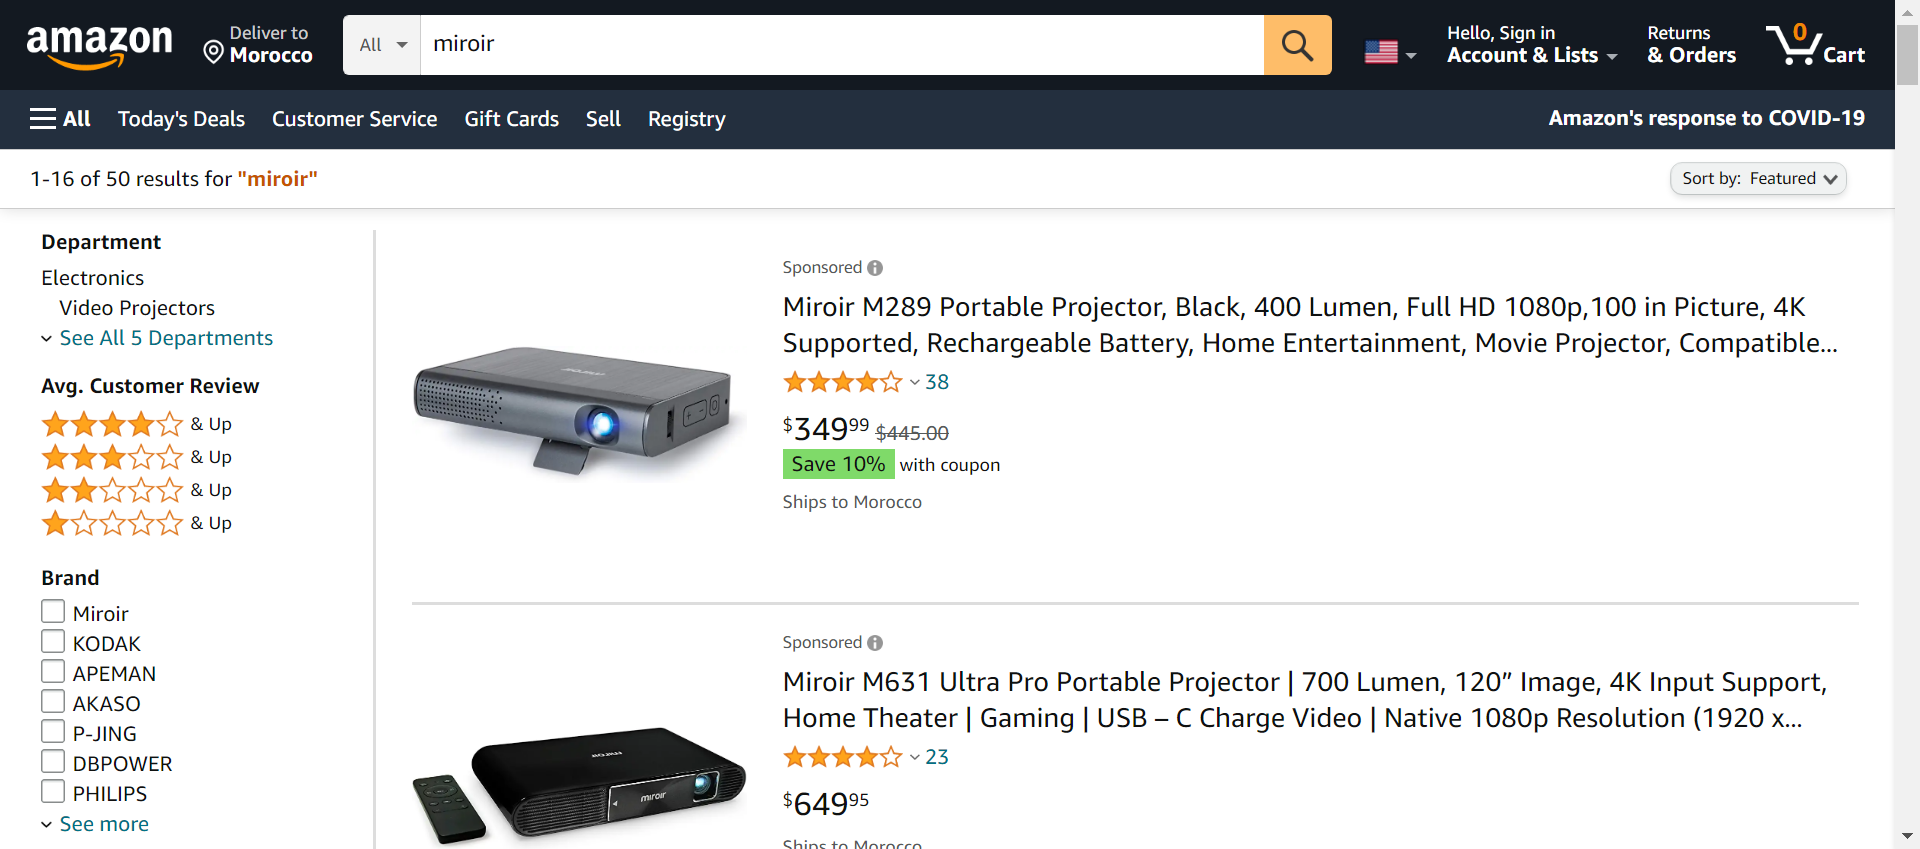 amazon
Deliver to
Morocco
All
miroir
Hello, Sign in
Account & Lists
Returns
& Orders
0
Cart
All
Today's Deals
Customer Service
Gift Cards
Sell
Registry
Amazon's response to COVID-19
1-16 of 50 results for "miroir"
Sort by: Featured
Department
Electronics
Video Projectors
See All 5 Departments
Avg. Customer Review
& Up
& Up
& Up
& Up
Brand
Miroir
KODAK
APEMAN
AKASO
P-JING
DBPOWER
PHILIPS
See more
Sponsored
Miroir M289 Portable Projector, Black, 400 Lumen, Full HD 1080p,100 in Picture, 4K
Supported, Rechargeable Battery, Home Entertainment, Movie Projector, Compatible...
38
$349.99 $445.00
Save 10% with coupon
Ships to Morocco
miroir
Sponsored
Miroir M631 Ultra Pro Portable Projector | 700 Lumen, 120” Image, 4K Input Support,
Home Theater | Gaming | USB – C Charge Video | Native 1080p Resolution (1920 x...
23
$649.95
Ships to Morocco
miroir
miroir